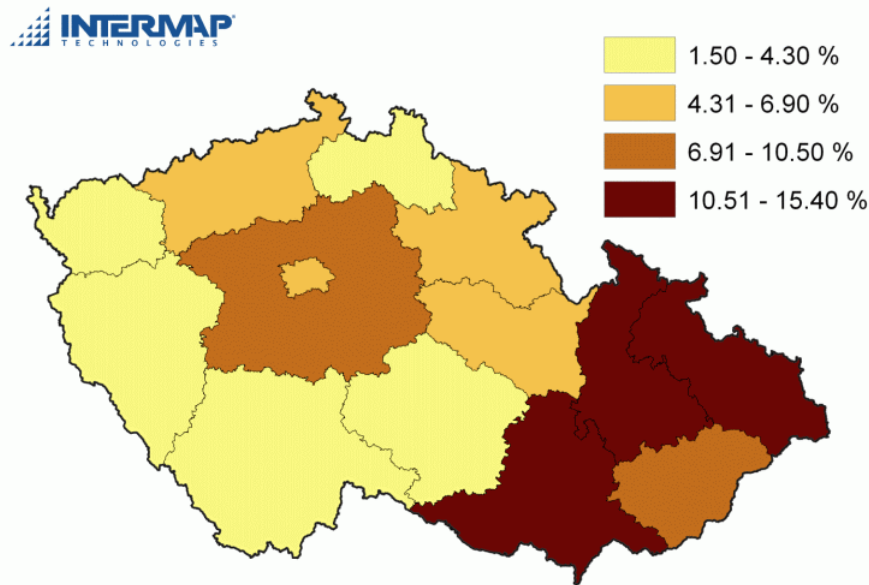 INTERMAP
TECHNOLOGIES
1.50 - 4.30 %
4.31 - 6.90 %
6.91 - 10.50 %
10.51 - 15.40 %